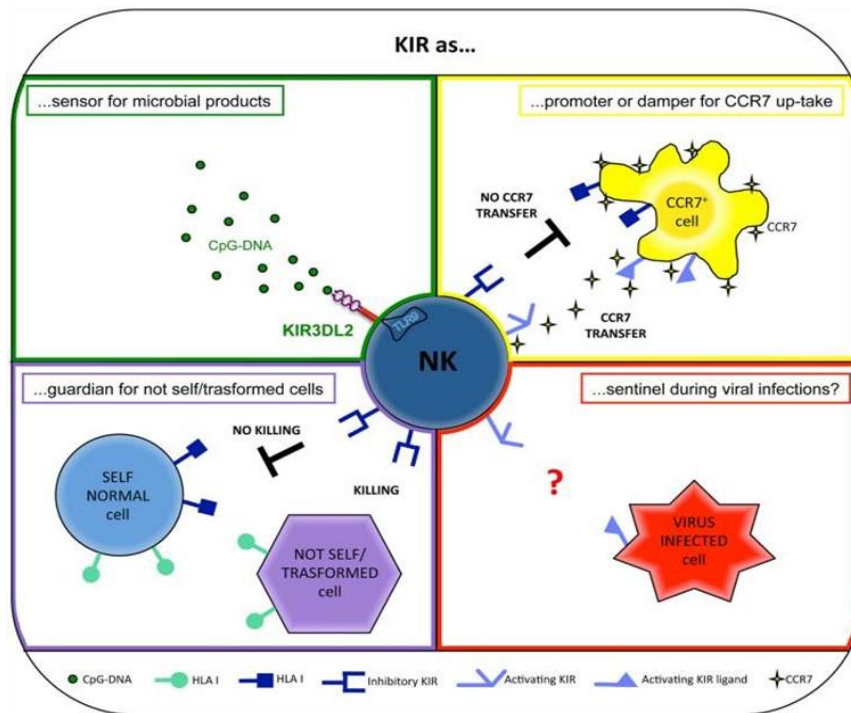 KIR as...
...sensor for microbial products
CpG-DNA
KIR3DL2
TLR9
...promoter or damper for CCR7 up-take
NO CCR7
TRANSFER
CCR7+
cell
CCR7
CCR7
TRANSFER
NK
...guardian for not self/trasformed cells
NO KILLING
SELF
NORMAL
cell
KILLING
NOT SELF/
TRASFORMED
cell
...sentinel during viral infections?
?
VIRUS
INFECTED
cell
CpG-DNA
HLA I
HLA I
Inhibitory KIR
Activating KIR
Activating KIR ligand
CCR7